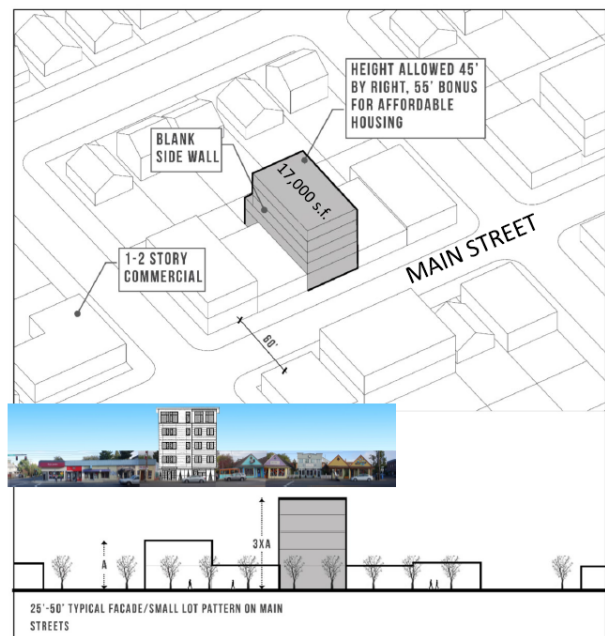 HEIGHT ALLOWED 45'
BY RIGHT, 55' BONUS
FOR AFFORDABLE
HOUSING
BLANK
SIDE WALL
17,000 s.f.
1-2 STORY
COMMERCIAL
MAIN STREET
60'
A
3XA
25'-50' TYPICAL FACADE/SMALL LOT PATTERN ON MAIN
STREETS